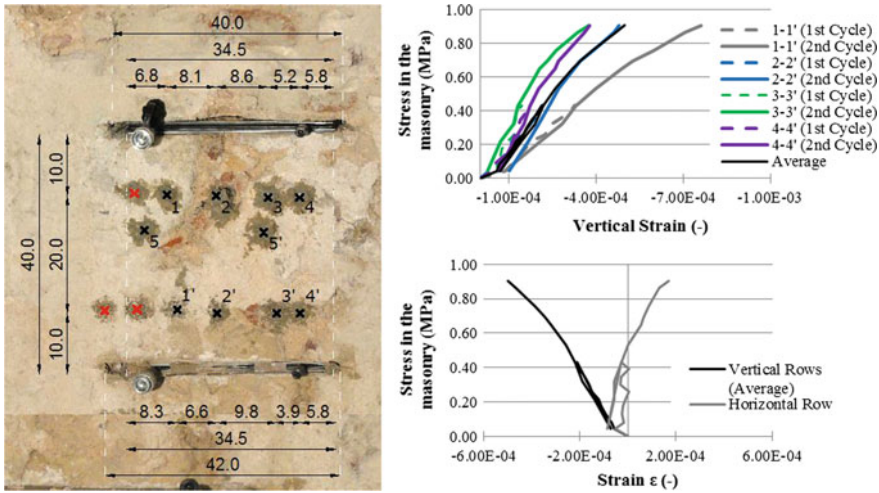 40.0
34.5
6.8 8.1 8.6 5.2 5.8
10.0
40.0
20.0
10.0
1 2 3 4
5 5'
1' 2' 3' 4'
8.3 6.6 9.8 3.9 5.8
34.5
42.0
Stress in the
masonry (MPa)
1.00
0.80
0.60
0.40
0.20
0.00
-1.00E-04 -4.00E-04 -7.00E-04 -1.00E-03
Vertical Strain (-)
1-1' (1st Cycle)
1-1' (2nd Cycle)
2-2' (1st Cycle)
2-2' (2nd Cycle)
3-3' (1st Cycle)
3-3' (2nd Cycle)
4-4' (1st Cycle)
4-4' (2nd Cycle)
Average
Stress in the
masonry (MPa)
1.00
0.80
0.60
0.40
0.20
0.00
-6.00E-04 -2.00E-04 2.00E-04 6.00E-04
Strain ε (-)
Vertical Rows
(Average)
Horizontal Row